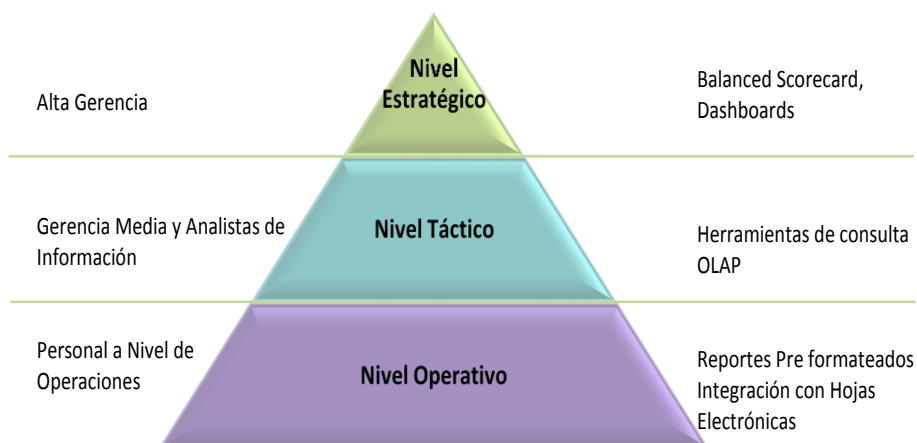 Nivel
Estratégico
Alta Gerencia
Balanced Scorecard,
Dashboards
Gerencia Media y Analistas de
Información
Nivel Táctico
Herramientas de consulta
OLAP
Personal a Nivel de
Operaciones
Nivel Operativo
Reportes Pre formateados
Integración con Hojas
Electrónicas